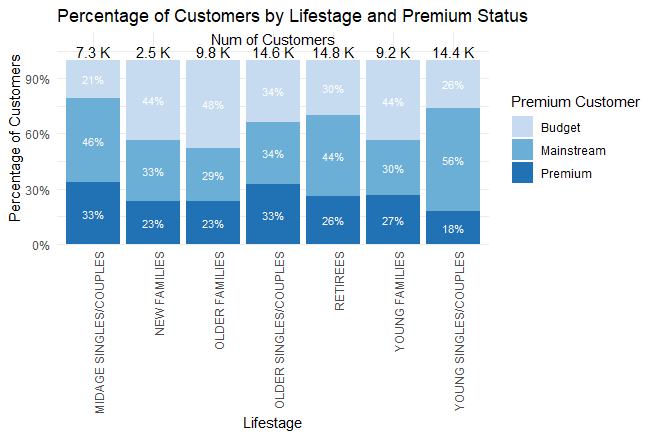 Percentage of Customers by Lifestage and Premium Status
Num of Customers
7.3 K 2.5 K 9.8 K 14.6 K 14.8 K 9.2 K 14.4 K
Percentage of Customers
90%
60%
30%
0%
21% 44% 48% 34% 30% 44% 26%
46% 33% 29% 34% 44% 30% 56%
33% 23% 23% 33% 26% 27% 18%
MIDAGE SINGLES/COUPLES
NEW FAMILIES
OLDER FAMILIES
OLDER SINGLES/COUPLES
RETIREES
YOUNG FAMILIES
YOUNG SINGLES/COUPLES
Lifestage
Premium Customer
Budget
Mainstream
Premium